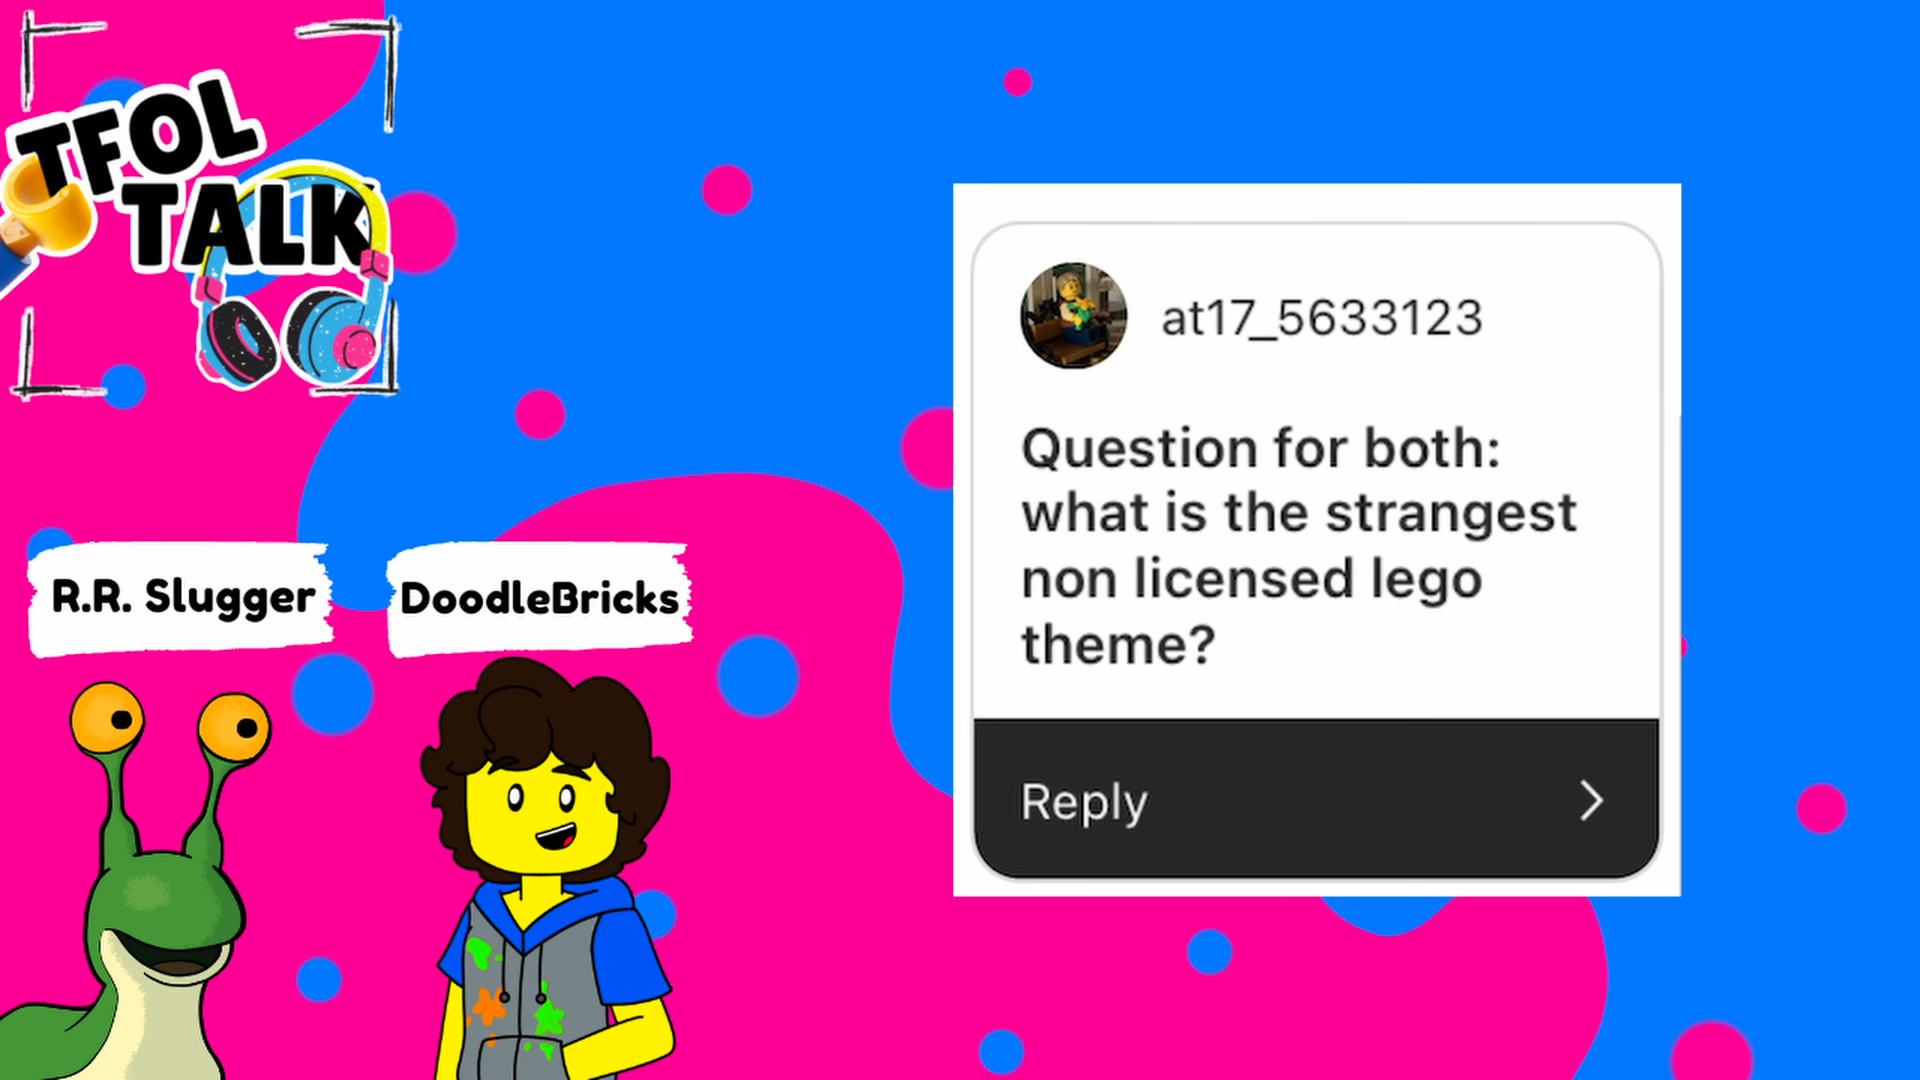 TFOL
TALK
R.R. Slugger
DoodleBricks
at17_5633123
Question for both:
what is the strangest
non licensed lego
theme?
Reply